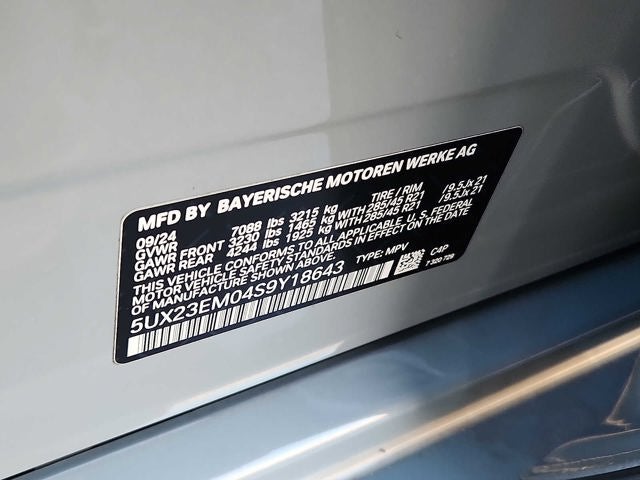 MFD BY BAYERISCHE MOTOREN WERKE AG
09/24 TIRE / RIM
GVWR 7088 lbs 3215 kg
GAWR FRONT 3230 lbs 1465 kg WITH 285/45 R21 / 9.5Jx 21
GAWR REAR 4244 lbs 1925 kg WITH 285/45 R21 / 9.5Jx 21
THIS VEHICLE CONFORMS TO ALL APPLICABLE U.S. FEDERAL
MOTOR VEHICLE SAFETY STANDARDS IN EFFECT ON THE DATE
OF MANUFACTURE SHOWN ABOVE.
5UX23EM04S9Y18643 TYPE: MPV C4P
7 320 729